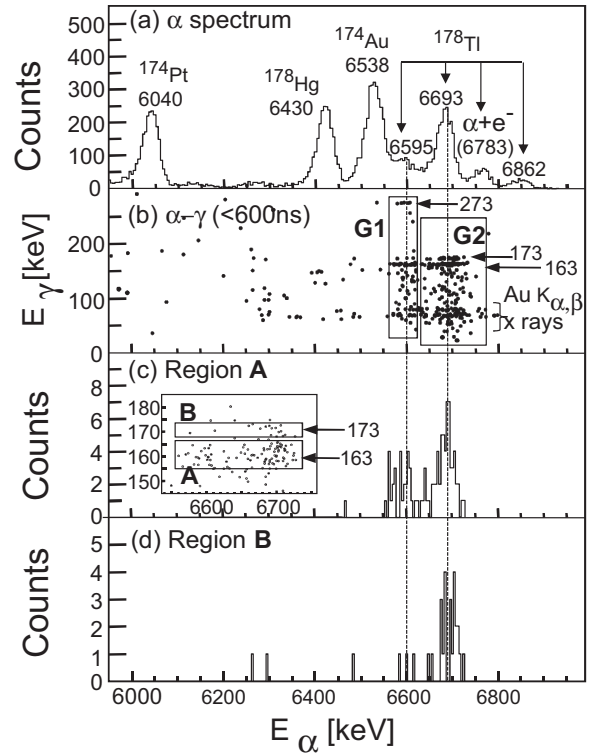 (a) α spectrum
500
400
300
200
100
0
Counts
¹⁷⁴Pt
6040
¹⁷⁸Hg
6430
¹⁷⁴Au
6538
¹⁷⁸Tl
6693
6595
α+e⁻
(6783)
6862
(b) α-γ (<600ns)
200
100
0
E_γ[keV]
G1
273
G2
173
163
Au K_α,β
x rays
(c) Region A
8
6
4
2
0
Counts
180
170
160
150
B
A
173
163
6600
6700
(d) Region B
5
4
3
2
1
0
Counts
6000
6200
6400
6600
6800
E_α [keV]